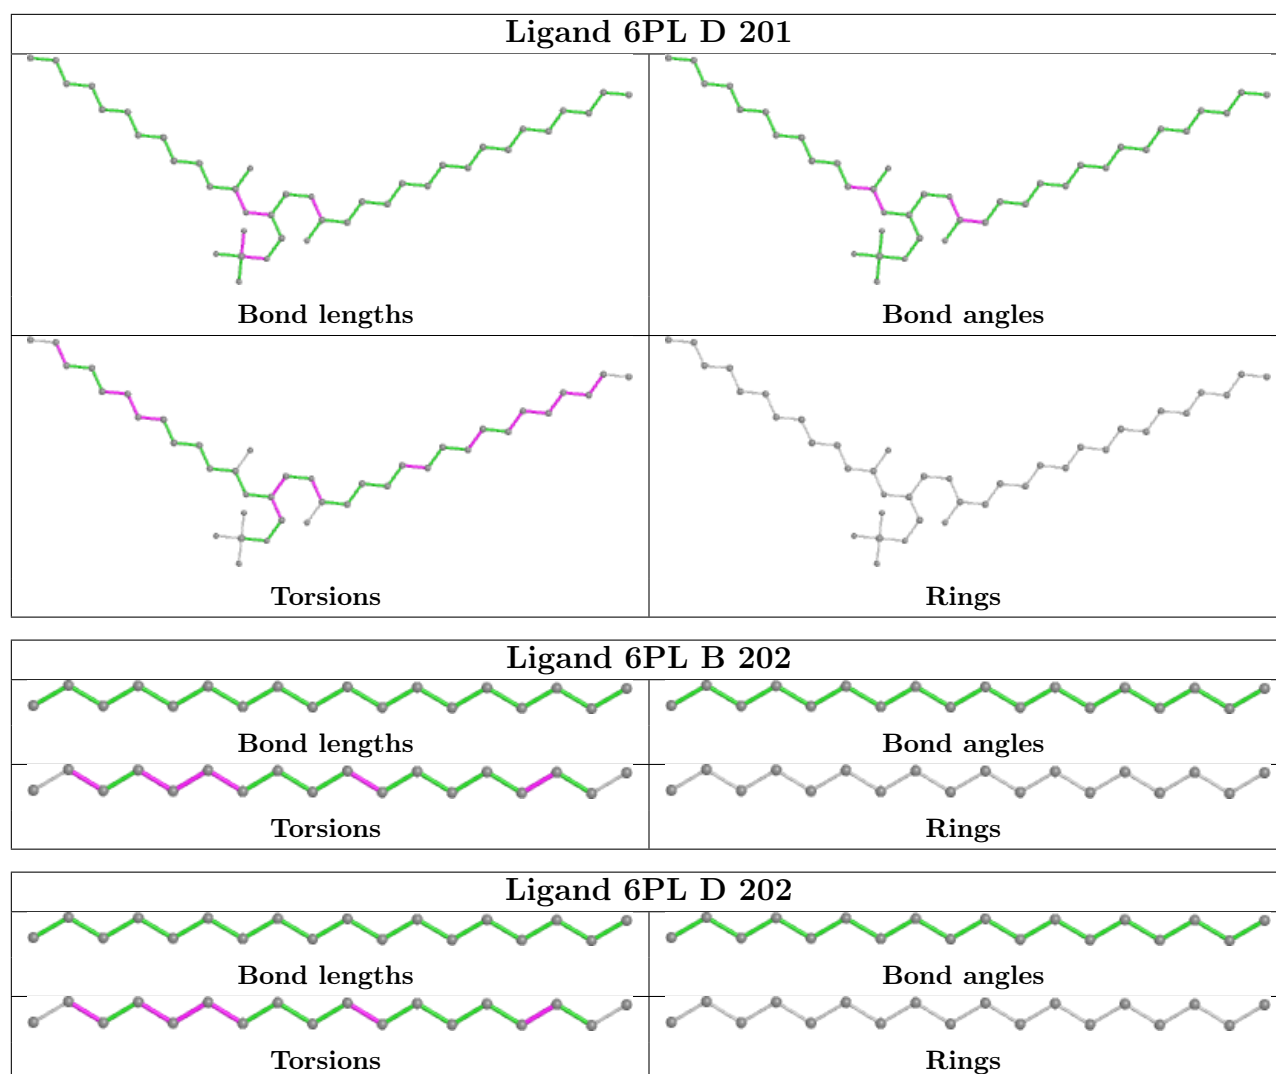 Ligand 6PL D 201
Bond lengths
Bond angles
Torsions
Rings
Ligand 6PL B 202
Bond lengths
Bond angles
Torsions
Rings
Ligand 6PL D 202
Bond lengths
Bond angles
Torsions
Rings